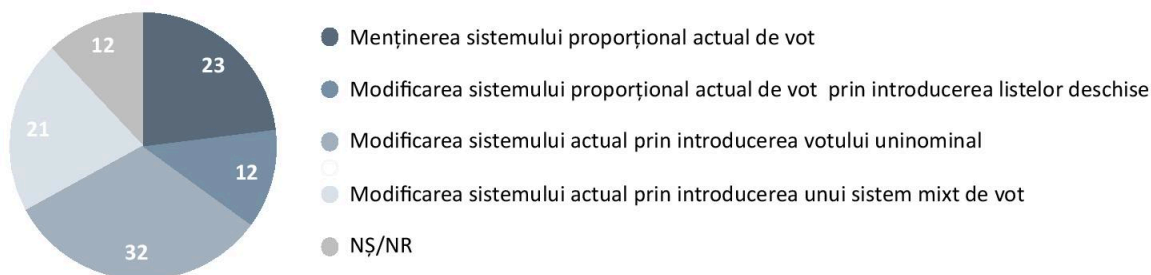 12
23
21
12
32
Menținerea sistemului proporțional actual de vot
Modificarea sistemului proporțional actual de vot prin introducerea listelor deschise
Modificarea sistemului actual prin introducerea votului uninominal
Modificarea sistemului actual prin introducerea unui sistem mixt de vot
NȘ/NR